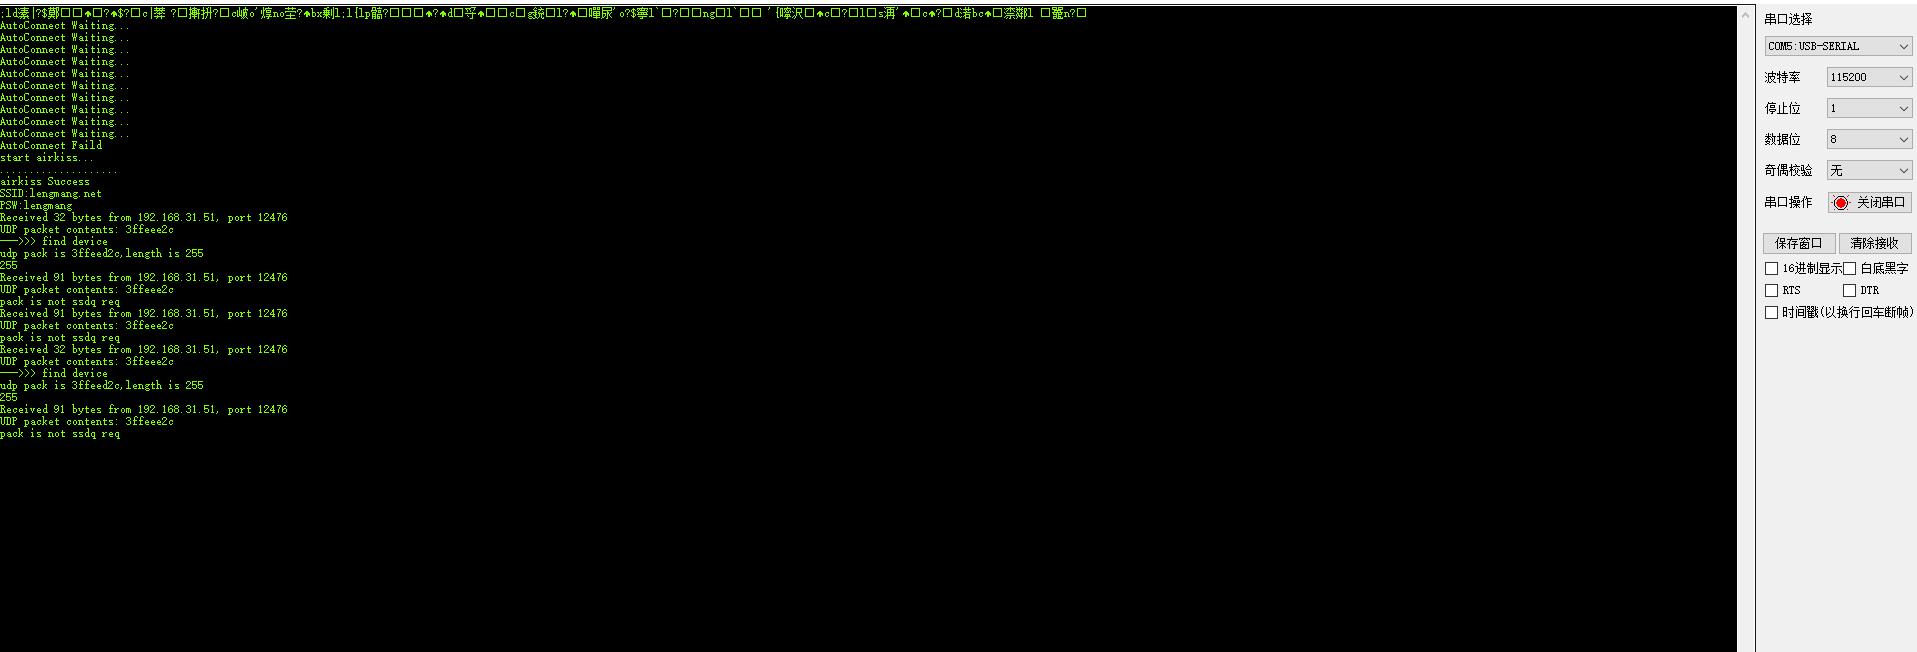 AutoConnect Waiting...
AutoConnect Waiting...
AutoConnect Waiting...
AutoConnect Waiting...
AutoConnect Waiting...
AutoConnect Waiting...
AutoConnect Waiting...
AutoConnect Waiting...
AutoConnect Waiting...
AutoConnect Waiting...
AutoConnect Faild
start airkiss...
....................
airkiss Success
SSID:lengmang.net
PSW:lengmang
Received 32 bytes from 192.168.31.51, port 12476
UDP packet contents: 3ffeee2c
——>>> find device
udp pack is 3ffeed2c,length is 255
255
Received 91 bytes from 192.168.31.51, port 12476
UDP packet contents: 3ffeee2c
pack is not ssdq req
Received 91 bytes from 192.168.31.51, port 12476
UDP packet contents: 3ffeee2c
pack is not ssdq req
Received 32 bytes from 192.168.31.51, port 12476
UDP packet contents: 3ffeee2c
——>>> find device
udp pack is 3ffeed2c,length is 255
255
Received 91 bytes from 192.168.31.51, port 12476
UDP packet contents: 3ffeee2c
pack is not ssdq req
串口选择
COM5:USB-SERIAL
波特率 115200
停止位 1
数据位 8
奇偶校验 无
串口操作 关闭串口
保存窗口 清除接收
16进制显示 白底黑字
RTS DTR
时间戳(以换行回车断帧)